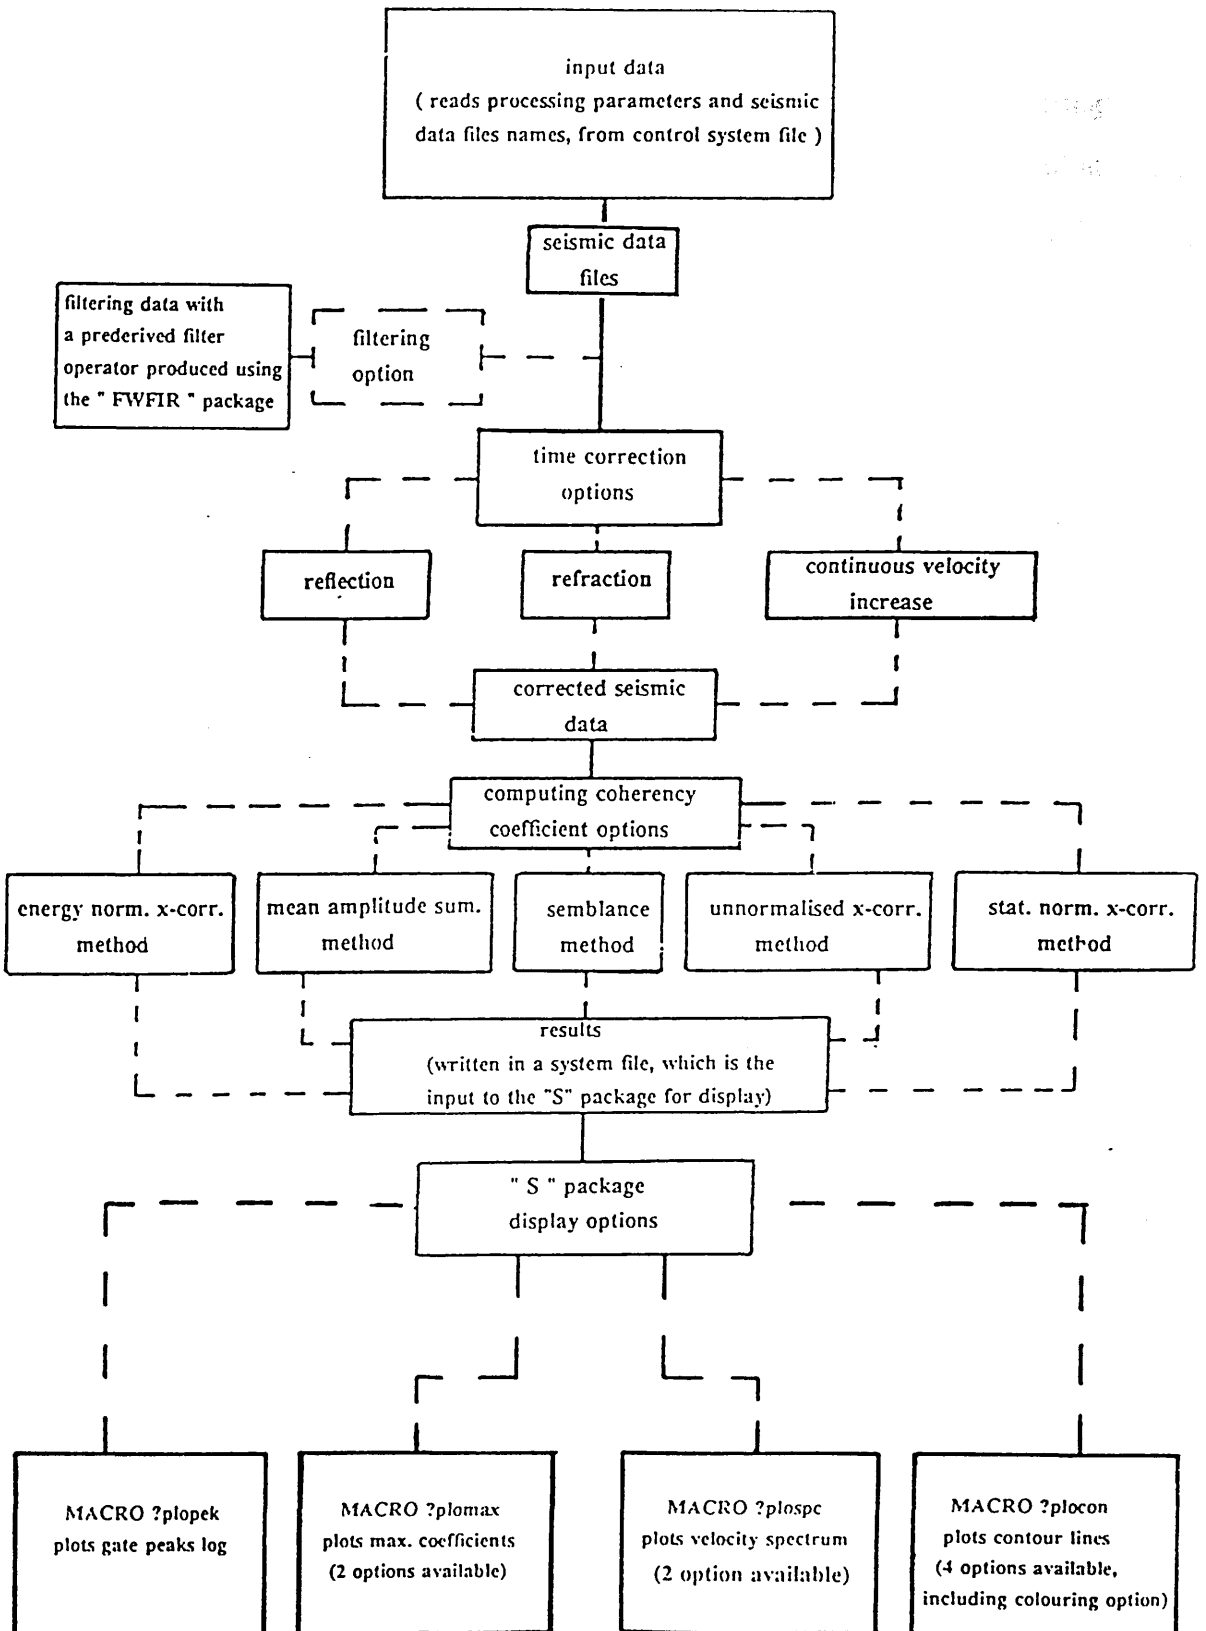 input data
( reads processing parameters and seismic
data files names, from control system file )
seismic data
files
filtering data with
a prederived filter
operator produced using
the " FWFIR " package
filtering
option
time correction
options
reflection
refraction
continuous velocity
increase
corrected seismic
data
computing coherency
coefficient options
energy norm. x-corr.
method
mean amplitude sum.
method
semblance
method
unnormalised x-corr.
method
stat. norm. x-corr.
method
results
(written in a system file, which is the
input to the "S" package for display)
" S " package
display options
MACRO ?plopek
plots gate peaks log
MACRO ?plomax
plots max. coefficients
(2 options available)
MACRO ?plospc
plots velocity spectrum
(2 option available)
MACRO ?plocon
plots contour lines
(4 options available,
including colouring option)